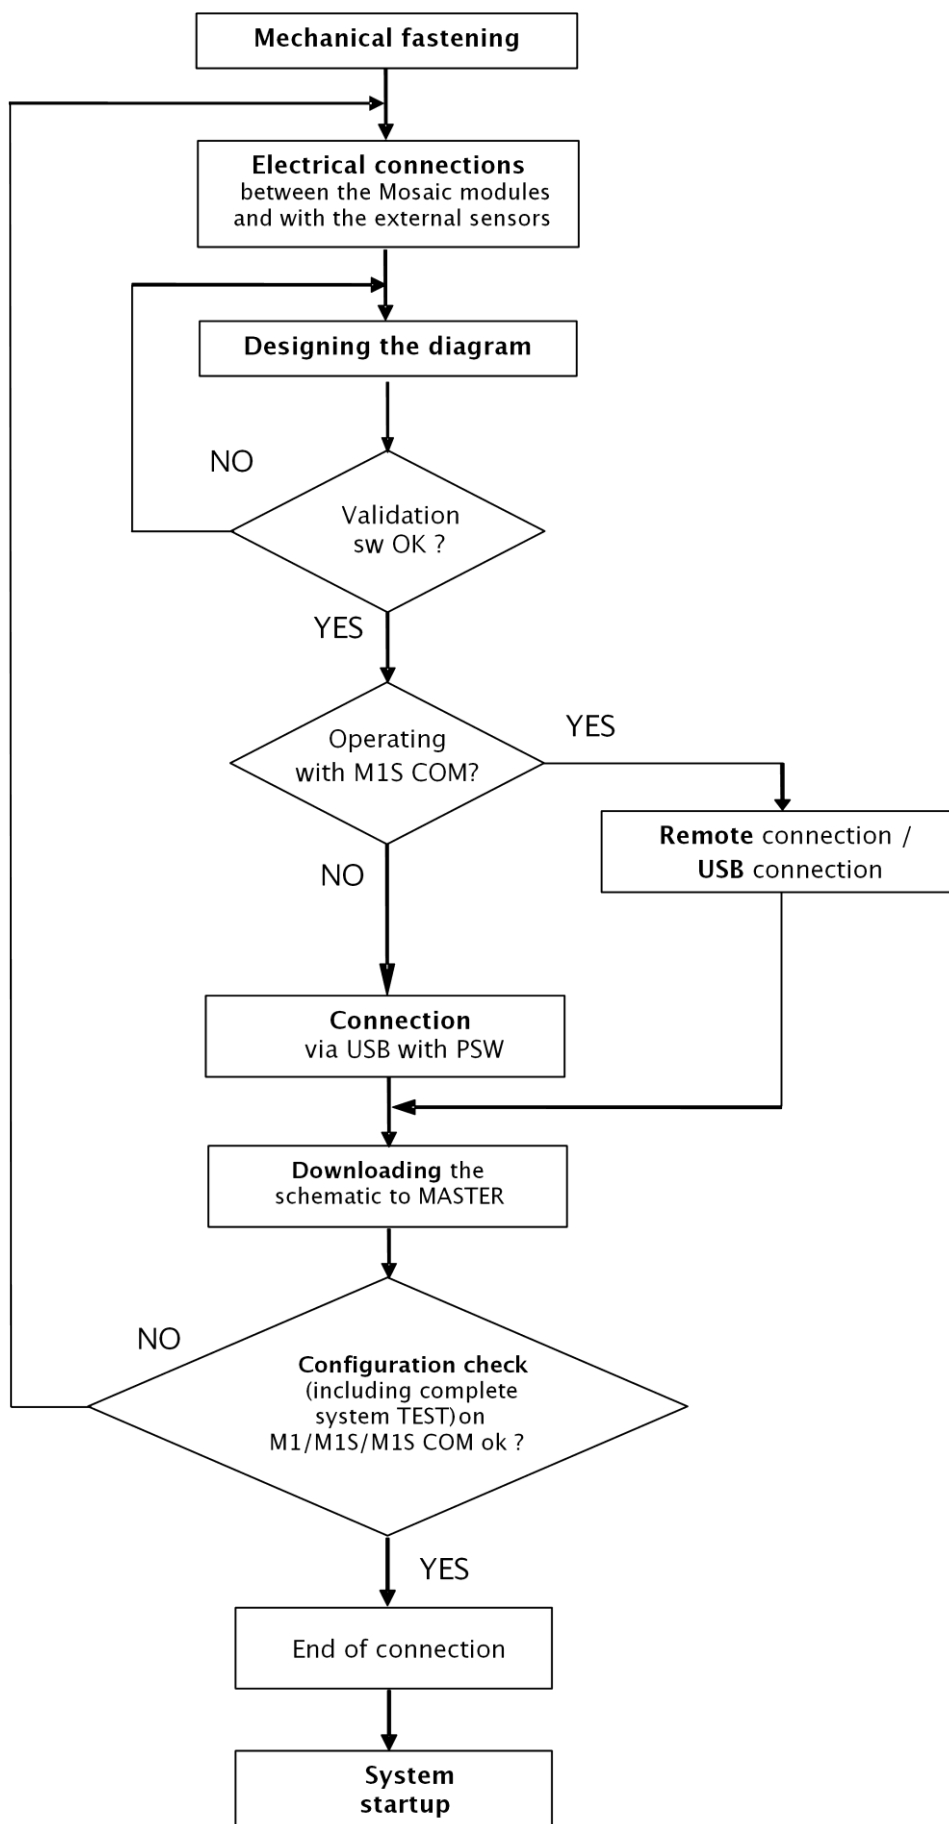 Mechanical fastening
Electrical connections
between the Mosaic modules
and with the external sensors
Designing the diagram
NO
Validation
sw OK ?
YES
Operating
with M1S COM?
YES
Remote connection /
USB connection
NO
Connection
via USB with PSW
Downloading the
schematic to MASTER
NO
Configuration check
(including complete
system TEST)on
M1/M1S/M1S COM ok ?
YES
End of connection
System
startup